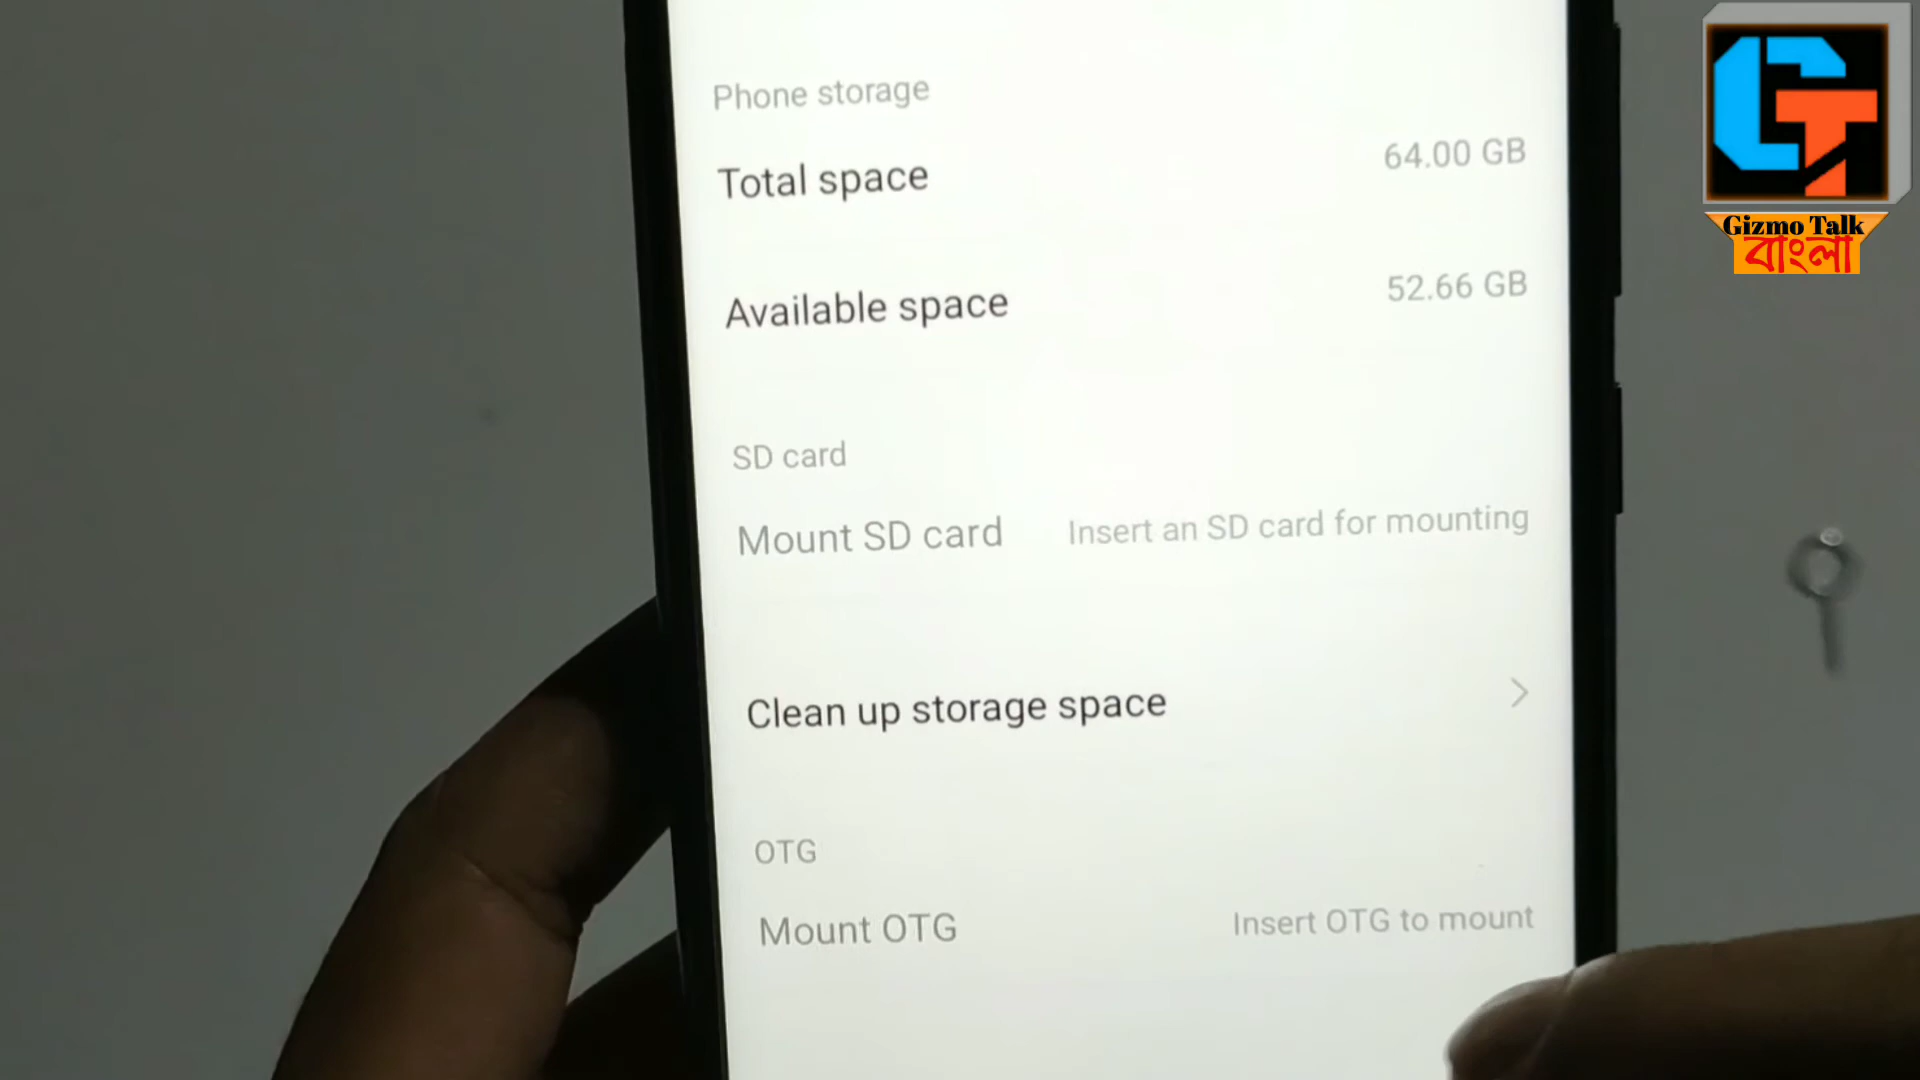 Phone storage
Total space 64.00 GB
Available space 52.66 GB
SD card
Mount SD card Insert an SD card for mounting
Clean up storage space
OTG
Mount OTG Insert OTG to mount
GT
Gizmo Talk
বাংলা